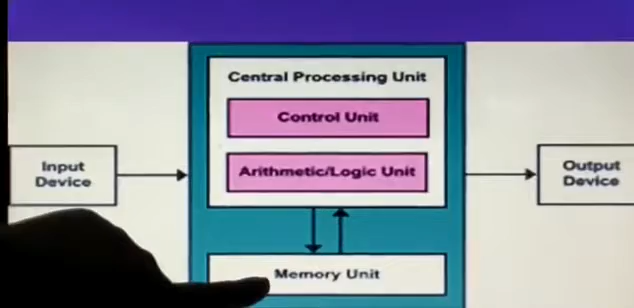 Central Processing Unit
Control Unit
Input
Device
Arithmetic/Logic Unit
Output
Device
Memory Unit